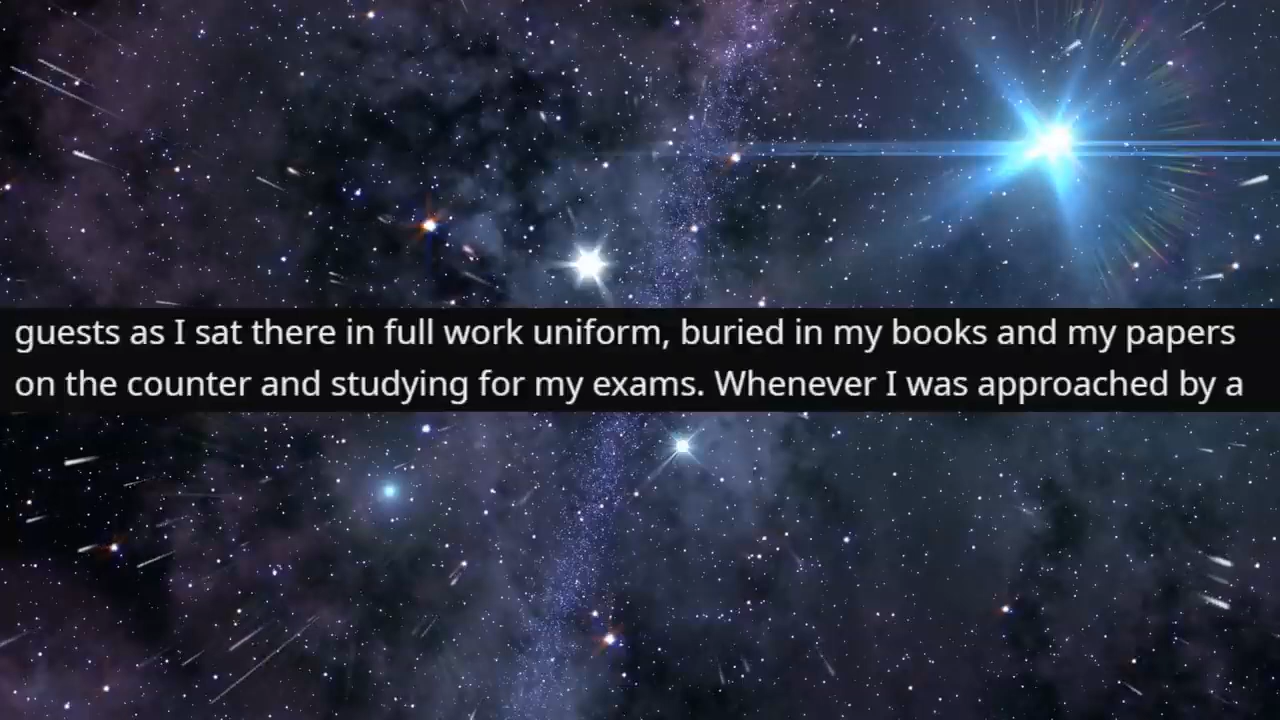 guests as I sat there in full work uniform, buried in my books and my papers
on the counter and studying for my exams. Whenever I was approached by a